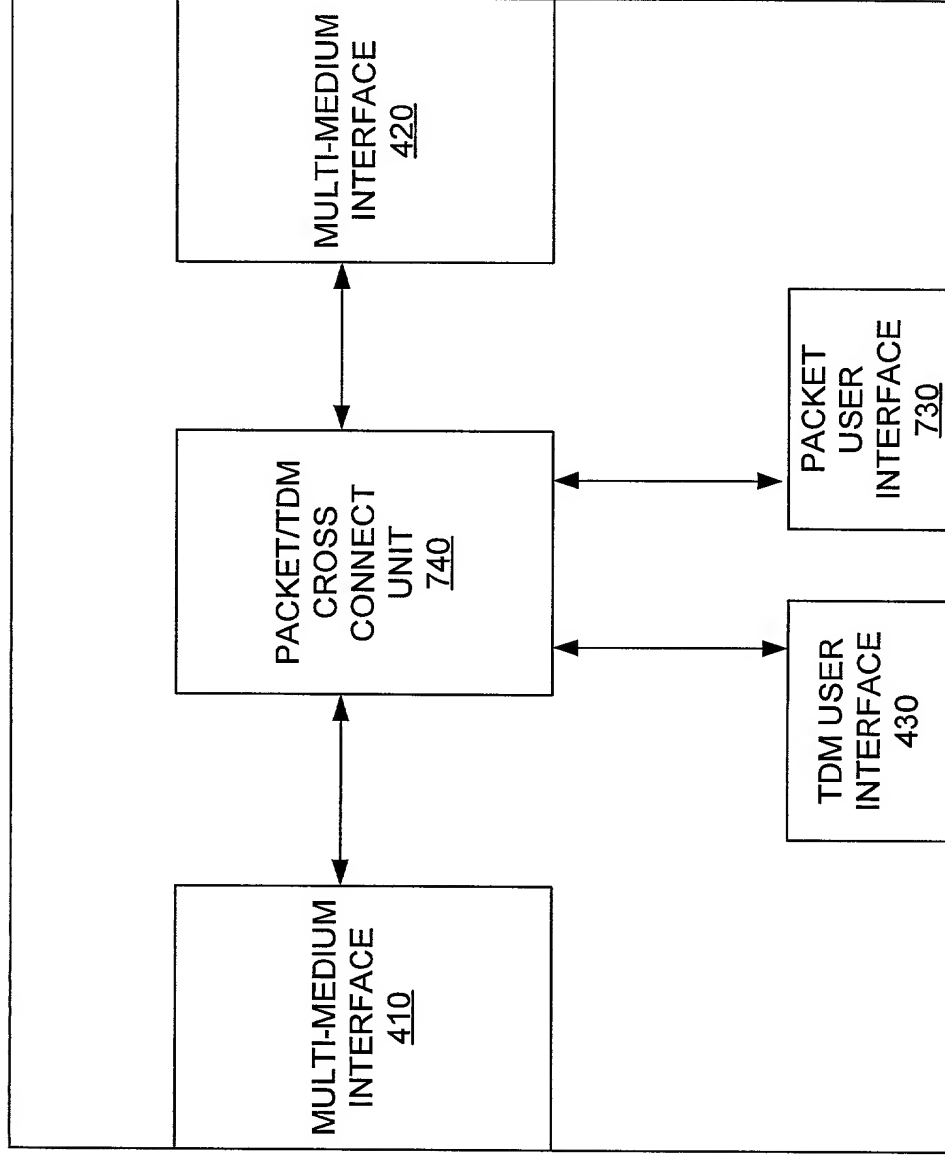 MULTI-MEDIUM
INTERFACE
410
PACKET/TDM
CROSS
CONNECT
UNIT
740
MULTI-MEDIUM
INTERFACE
420
TDM USER
INTERFACE
430
PACKET
USER
INTERFACE
730